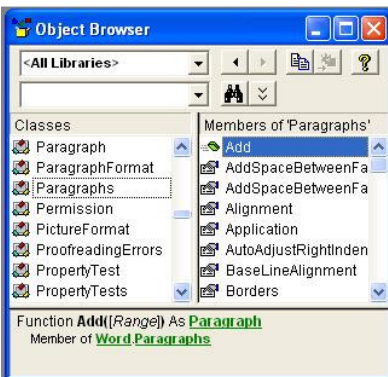 Object Browser
<All Libraries>
Classes
Members of 'Paragraphs'
Paragraph
ParagraphFormat
Paragraphs
Permission
PictureFormat
ProofreadingErrors
PropertyTest
PropertyTests
Add
AddSpaceBetweenFa
AddSpaceBetweenFa
Alignment
Application
AutoAdjustRightInden
BaseLineAlignment
Borders
Function Add([Range]) As Paragraph
Member of Word.Paragraphs